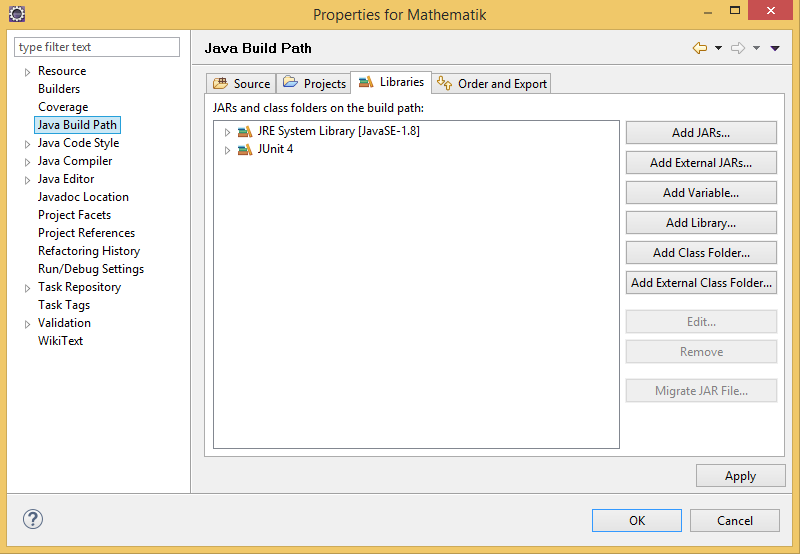 Properties for Mathematik
type filter text
Resource
Builders
Coverage
Java Build Path
Java Code Style
Java Compiler
Java Editor
Javadoc Location
Project Facets
Project References
Refactoring History
Run/Debug Settings
Task Repository
Task Tags
Validation
WikiText
Java Build Path
Source Projects Libraries Order and Export
JARs and class folders on the build path:
JRE System Library [JavaSE-1.8]
JUnit 4
Add JARs...
Add External JARs...
Add Variable...
Add Library...
Add Class Folder...
Add External Class Folder...
Edit...
Remove
Migrate JAR File...
Apply
OK Cancel